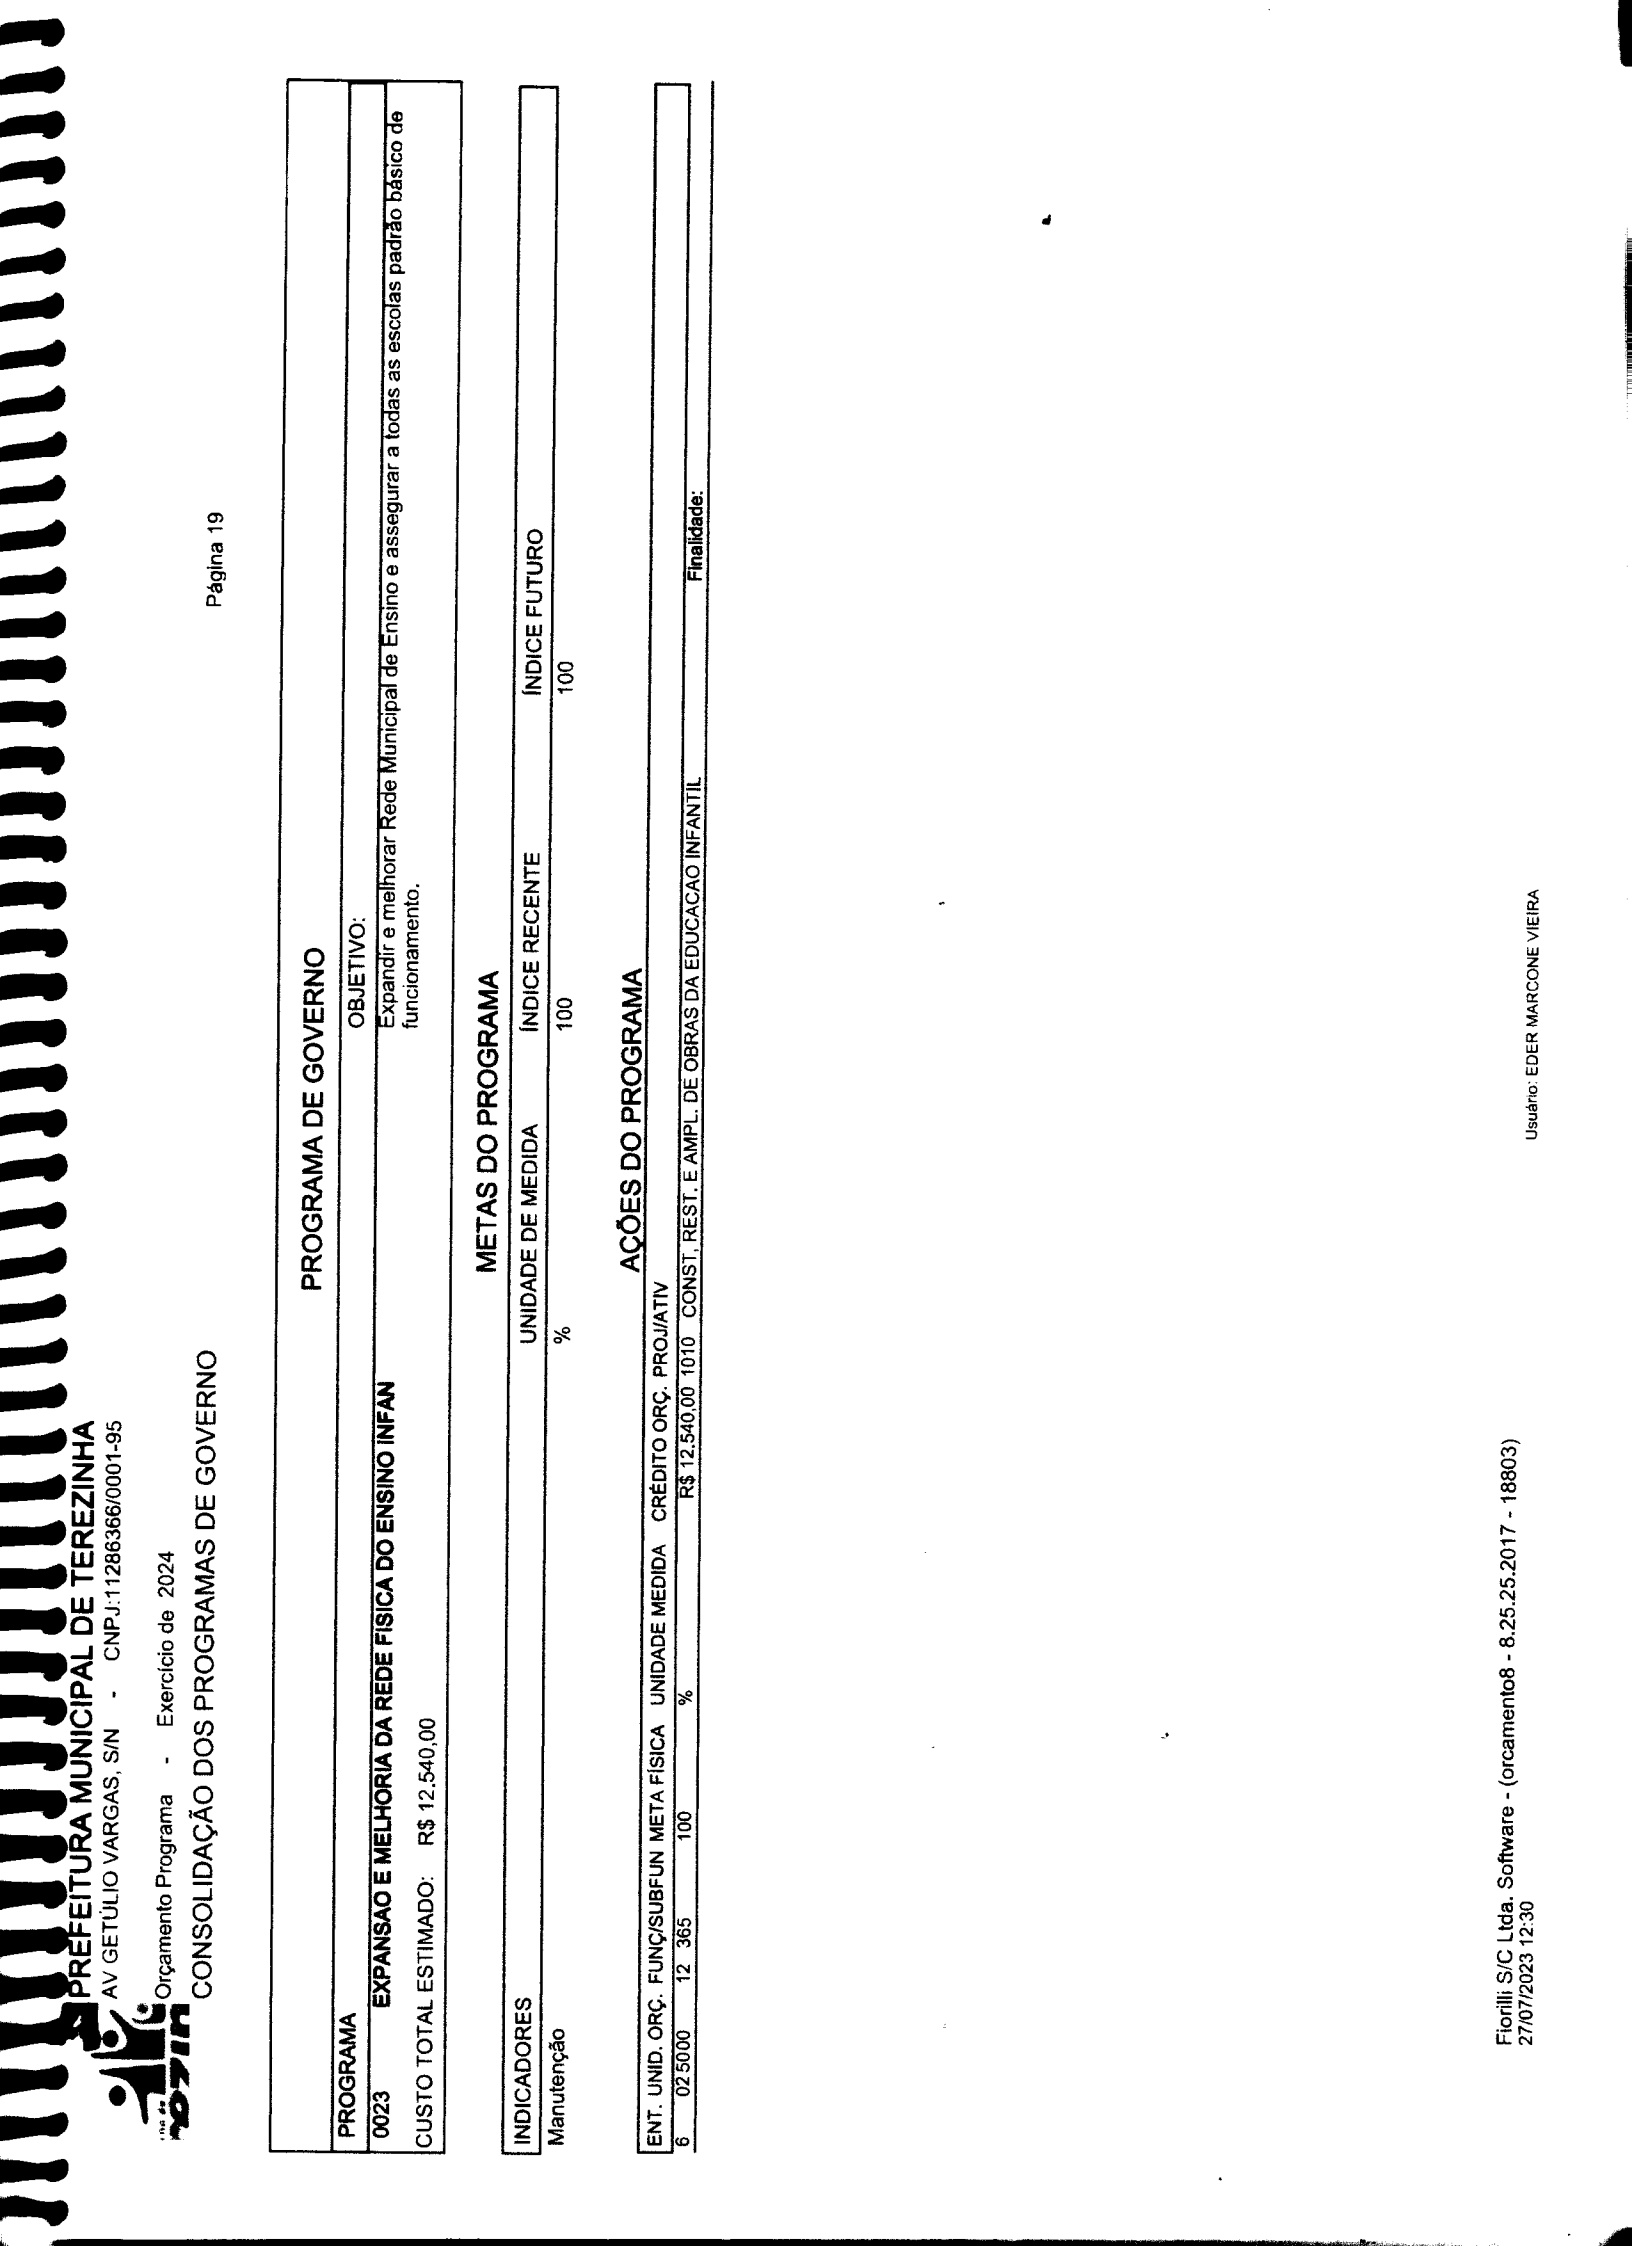 PREFEITURA MUNICIPAL DE TEREZINHA
AV GETÚLIO VARGAS, S/N - CNPJ:11286366/0001-95
Orçamento Programa - Exercício de 2024
CONSOLIDAÇÃO DOS PROGRAMAS DE GOVERNO
Página 19
PROGRAMA DE GOVERNO
PROGRAMA OBJETIVO:
0023 EXPANSAO E MELHORIA DA REDE FISICA DO ENSINO INFAN Expandir e melhorar Rede Municipal de Ensino e assegurar a todas as escolas padrão básico de
funcionamento.
CUSTO TOTAL ESTIMADO: R$ 12.540,00
METAS DO PROGRAMA
INDICADORES UNIDADE DE MEDIDA ÍNDICE RECENTE ÍNDICE FUTURO
Manutenção % 100 100
AÇÕES DO PROGRAMA
ENT. UNID. ORÇ. FUNÇ/SUBFUN META FÍSICA UNIDADE MEDIDA CRÉDITO ORÇ. PROJ/ATIV
6 025000 12 365 100 % R$ 12.540,00 1010 CONST, REST. E AMPL. DE OBRAS DA EDUCACAO INFANTIL Finalidade:
Fiorilli S/C Ltda. Software - (orcamento8 - 8.25.25.2017 - 18803)
27/07/2023 12:30 Usuário: EDER MARCONE VIEIRA